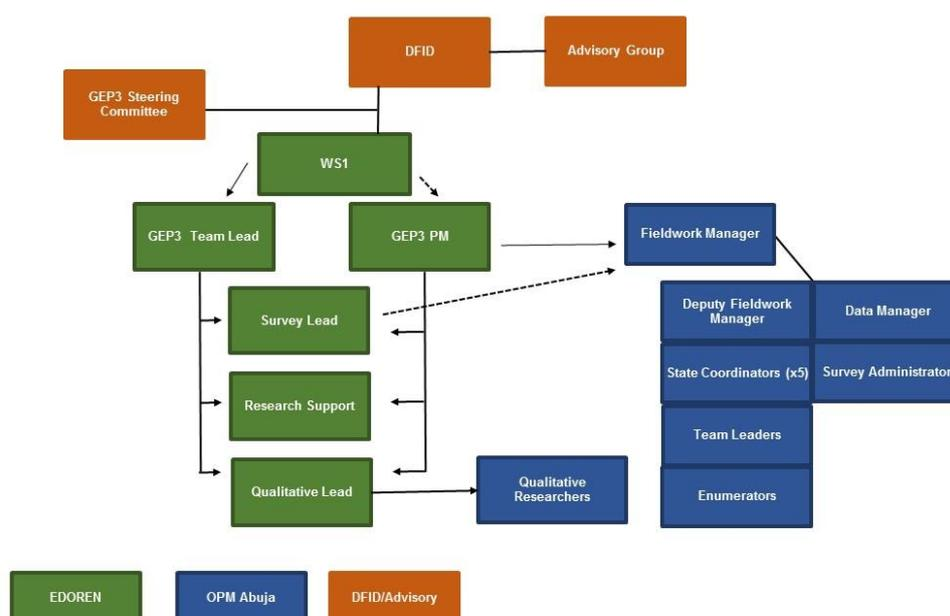 DFID
Advisory Group
GEP3 Steering
Committee
WS1
GEP3 Team Lead
GEP3 PM
Fieldwork Manager
Survey Lead
Deputy Fieldwork
Manager
Data Manager
State Coordinators (x5)
Survey Administrator
Research Support
Team Leaders
Qualitative Lead
Qualitative
Researchers
Enumerators
EDOREN
OPM Abuja
DFID/Advisory